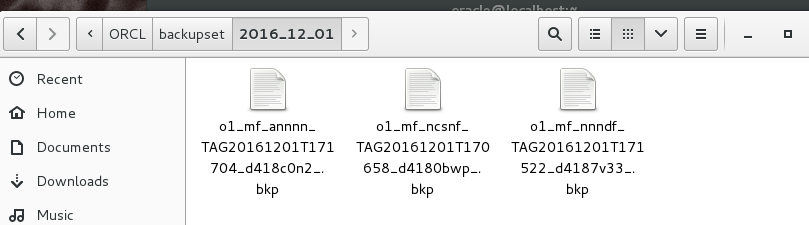 oracle@localhost:~
ORCL
backupset
2016_12_01
Recent
Home
Documents
Downloads
Music
o1_mf_annnn_
TAG20161201T171
704_d418c0n2_.
bkp
o1_mf_ncsnf_
TAG20161201T170
658_d4180bwp_.
bkp
o1_mf_nnndf_
TAG20161201T171
522_d4187v33_.
bkp